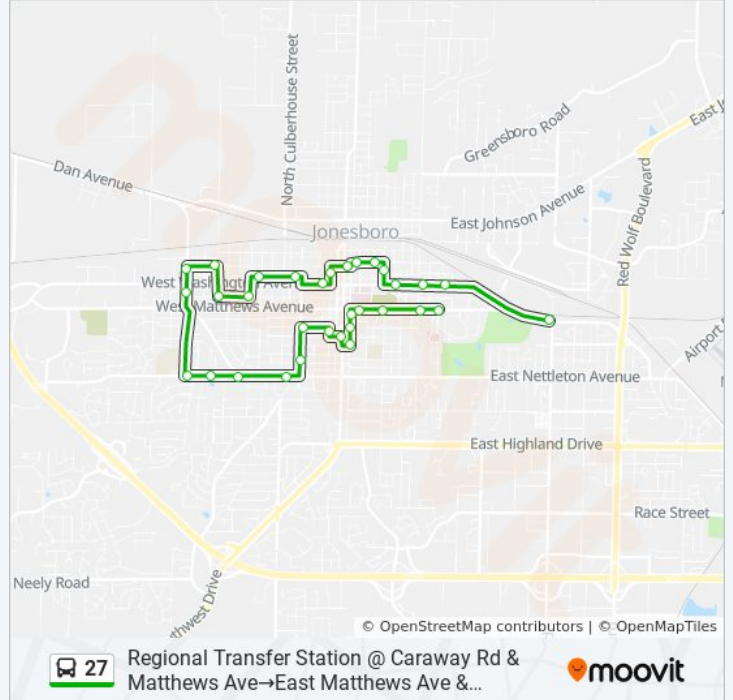 North Culberhouse Street
Greensboro Road
East J
Dan Avenue
East Johnson Avenue
Red Wolf Boulevard
Jonesboro
West Washington Aven
West Matthews Avenue
Airport
East Nettleton Avenue
East Highland Drive
Race Street
Neely Road
thwest Drive
© OpenStreetMap contributors | © OpenMapTiles
27
Regional Transfer Station @ Caraway Rd &
Matthews Ave→East Matthews Ave &…
moovit